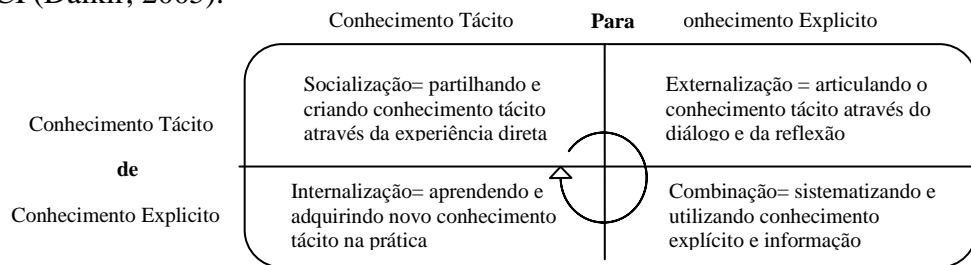 CI (Dalkir, 2005).
Conhecimento Tácito Para onhecimento Explicito
Socialização= partilhando e
criando conhecimento tácito
através da experiência direta
Externalização = articulando o
conhecimento tácito através do
diálogo e da reflexão
Conhecimento Tácito
de
Conhecimento Explicito
Internalização= aprendendo e
adquirindo novo conhecimento
tácito na prática
Combinação= sistematizando e
utilizando conhecimento
explícito e informação